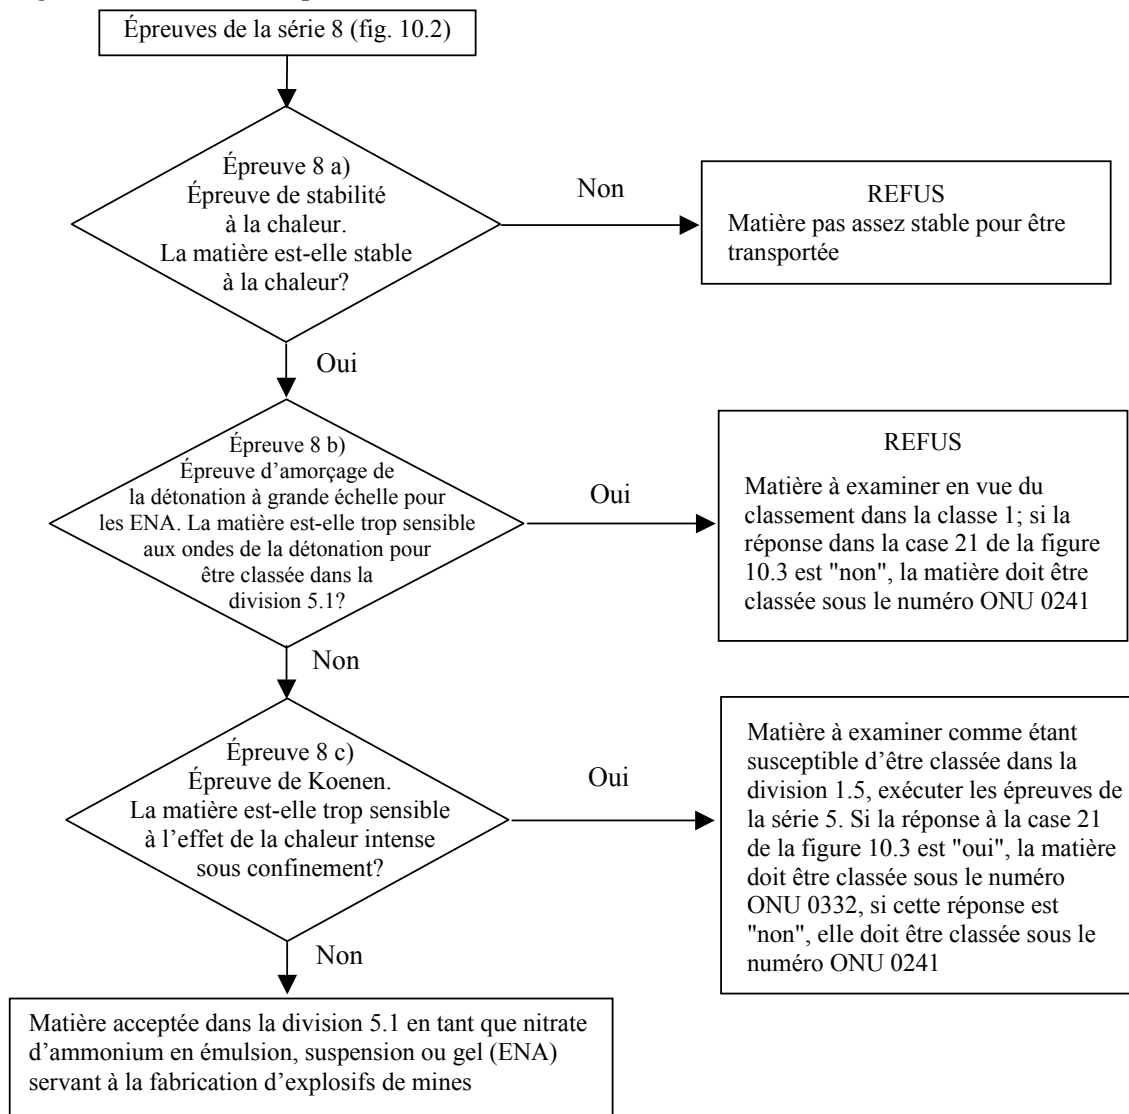 Épreuves de la série 8 (fig. 10.2)
Épreuve 8 a)
Épreuve de stabilité
à la chaleur.
La matière est-elle stable
à la chaleur?
Non
REFUS
Matière pas assez stable pour être
transportée
Oui
Épreuve 8 b)
Épreuve d’amorçage de
la détonation à grande échelle pour
les ENA. La matière est-elle trop sensible
aux ondes de la détonation pour
être classée dans la
division 5.1?
Oui
REFUS
Matière à examiner en vue du
classement dans la classe 1; si la
réponse dans la case 21 de la figure
10.3 est "non", la matière doit être
classée sous le numéro ONU 0241
Non
Épreuve 8 c)
Épreuve de Koenen.
La matière est-elle trop sensible
à l’effet de la chaleur intense
sous confinement?
Oui
Matière à examiner comme étant
susceptible d’être classée dans la
division 1.5, exécuter les épreuves de
la série 5. Si la réponse à la case 21
de la figure 10.3 est "oui", la matière
doit être classée sous le numéro
ONU 0332, si cette réponse est
"non", elle doit être classée sous le
numéro ONU 0241
Non
Matière acceptée dans la division 5.1 en tant que nitrate
d’ammonium en émulsion, suspension ou gel (ENA)
servant à la fabrication d’explosifs de mines